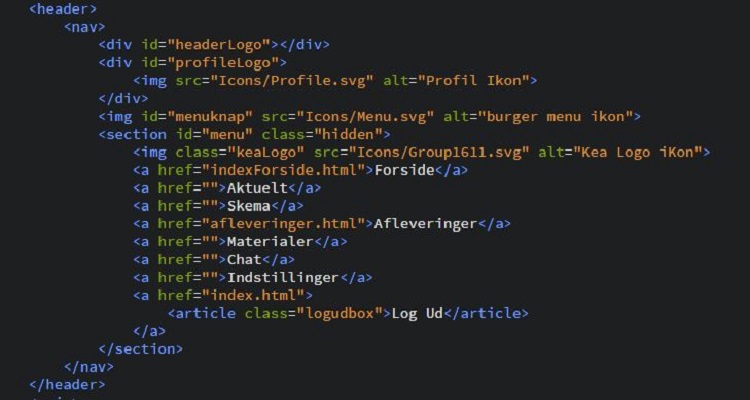 <header>
<nav>
<div id="headerLogo"></div>
<div id="profileLogo">
<img src="Icons/Profile.svg" alt="Profil Ikon">
</div>
<img id="menuknap" src="Icons/Menu.svg" alt="burger menu ikon">
<section id="menu" class="hidden">
<img class="keaLogo" src="Icons/Group1611.svg" alt="Kea Logo iKon">
<a href="indexForside.html">Forside</a>
<a href="">Aktuelt</a>
<a href="">Skema</a>
<a href="afleveringer.html">Afleveringer</a>
<a href="">Materialer</a>
<a href="">Chat</a>
<a href="">Indstillinger</a>
<a href="index.html">
<article class="logudbox">Log Ud</article>
</a>
</section>
</nav>
</header>